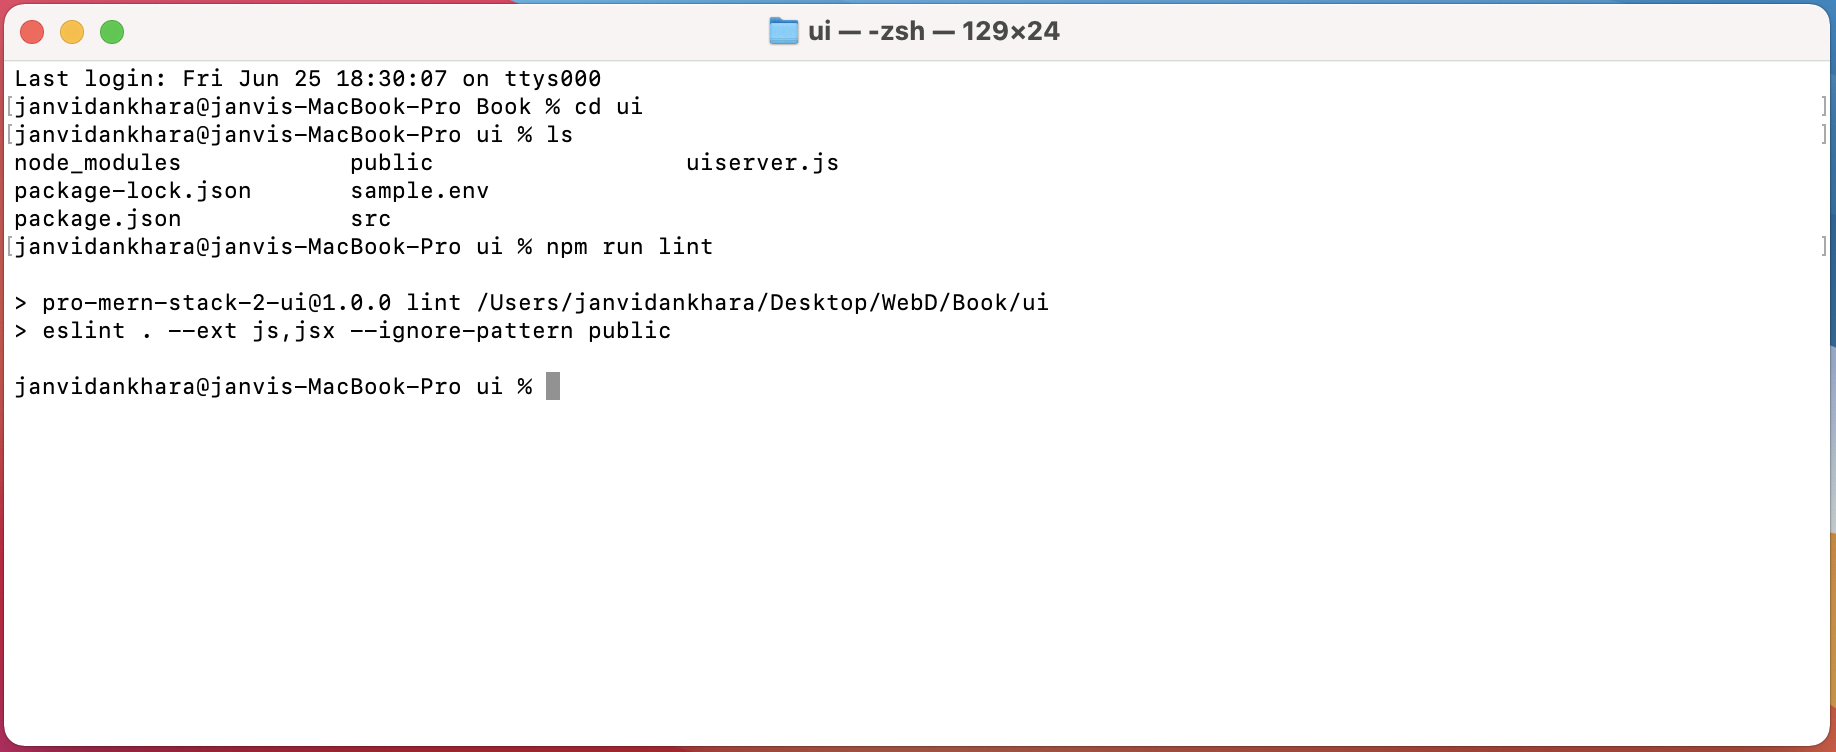 ui — -zsh — 129×24
Last login: Fri Jun 25 18:30:07 on ttys000
[janvidankhara@janvis-MacBook-Pro Book % cd ui ]
[janvidankhara@janvis-MacBook-Pro ui % ls ]
node_modules public uiserver.js
package-lock.json sample.env
package.json src
[janvidankhara@janvis-MacBook-Pro ui % npm run lint ]
> pro-mern-stack-2-ui@1.0.0 lint /Users/janvidankhara/Desktop/WebD/Book/ui
> eslint . --ext js,jsx --ignore-pattern public
janvidankhara@janvis-MacBook-Pro ui %